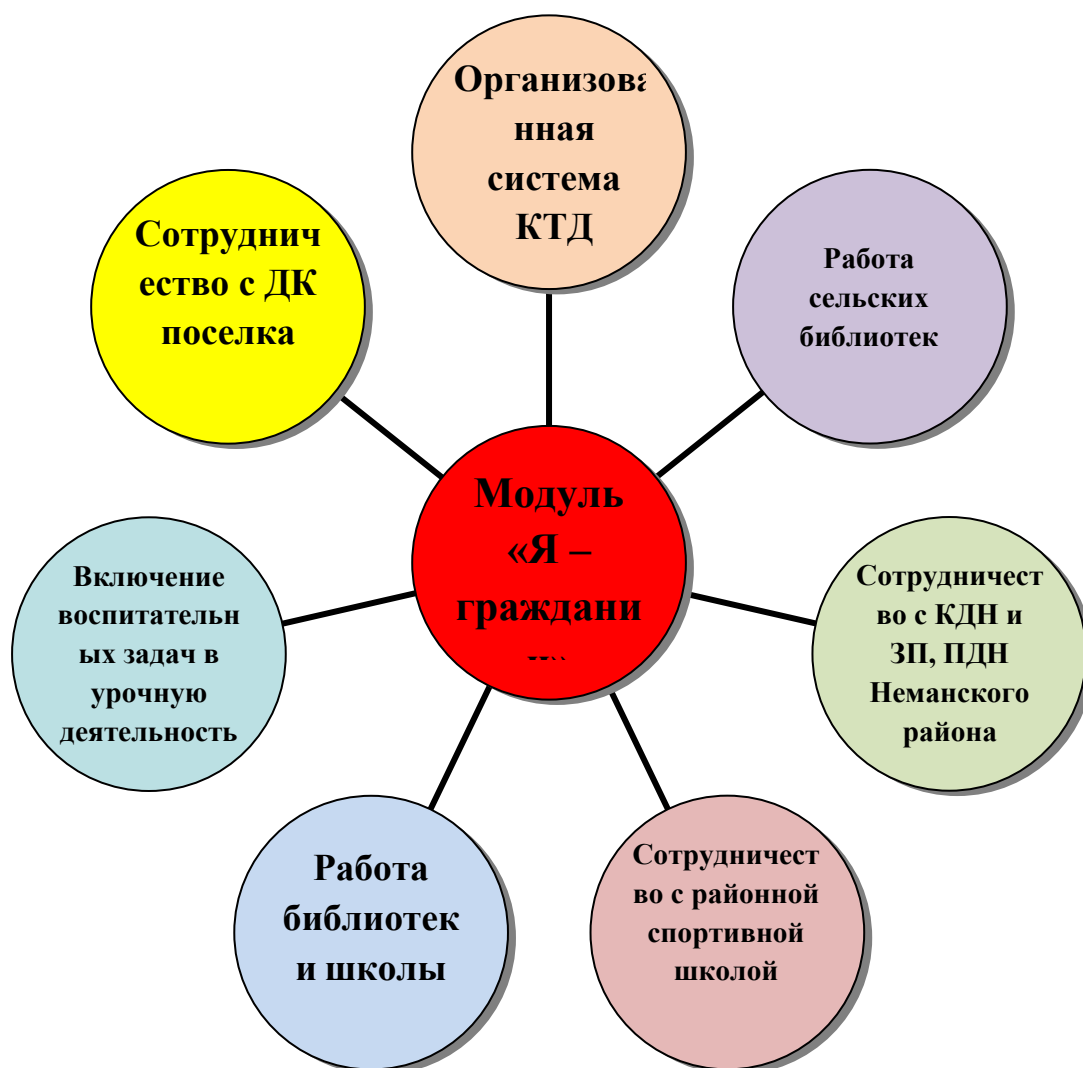 Организова
нная
система
КТД
Сотруднич
ество с ДК
поселка
Работа
сельских
библиотек
Модуль
«Я –
граждани
н»
Включение
воспитательн
ых задач в
урочную
деятельность
Сотрудничест
во с КДН и
ЗП, ПДН
Неманского
района
Работа
библиотек
и школы
Сотрудничест
во с районной
спортивной
школой